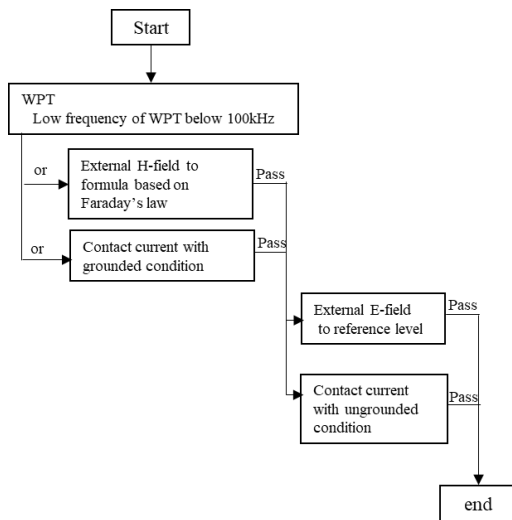 Start
WPT
Low frequency of WPT below 100kHz
or
External H-field to
formula based on
Faraday's law
Pass
or
Contact current with
grounded condition
Pass
External E-field
to reference level
Pass
Contact current
with ungrounded
condition
Pass
end